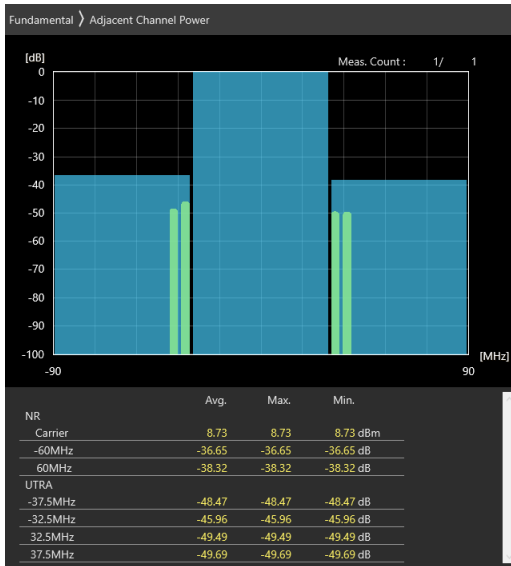 Fundamental 〉 Adjacent Channel Power
[dB]
Meas. Count : 1/ 1
0
-10
-20
-30
-40
-50
-60
-70
-80
-90
-100
[MHz]
-90 90
Avg. Max. Min.
NR
Carrier 8.73 8.73 8.73 dBm
-60MHz -36.65 -36.65 -36.65 dB
60MHz -38.32 -38.32 -38.32 dB
UTRA
-37.5MHz -48.47 -48.47 -48.47 dB
-32.5MHz -45.96 -45.96 -45.96 dB
32.5MHz -49.49 -49.49 -49.49 dB
37.5MHz -49.69 -49.69 -49.69 dB